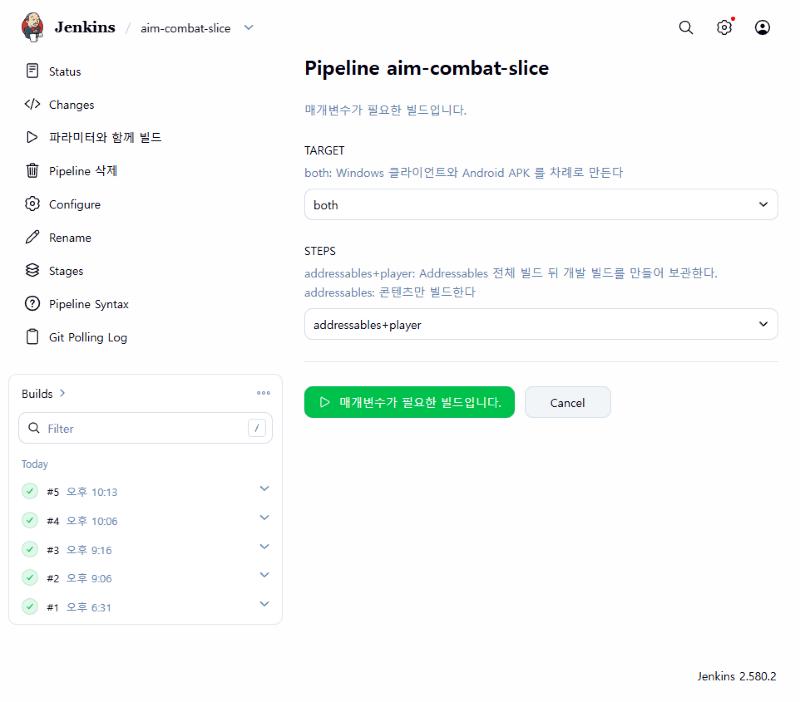 Jenkins / aim-combat-slice
Status
Changes
파라미터와 함께 빌드
Pipeline 삭제
Configure
Rename
Stages
Pipeline Syntax
Git Polling Log
Builds
Filter /
Today
#5 오후 10:13
#4 오후 10:06
#3 오후 9:16
#2 오후 9:06
#1 오후 6:31
Pipeline aim-combat-slice
매개변수가 필요한 빌드입니다.
TARGET
both: Windows 클라이언트와 Android APK 를 차례로 만든다
both
STEPS
addressables+player: Addressables 전체 빌드 뒤 개발 빌드를 만들어 보관한다.
addressables: 콘텐츠만 빌드한다
addressables+player
매개변수가 필요한 빌드입니다.
Cancel
Jenkins 2.580.2